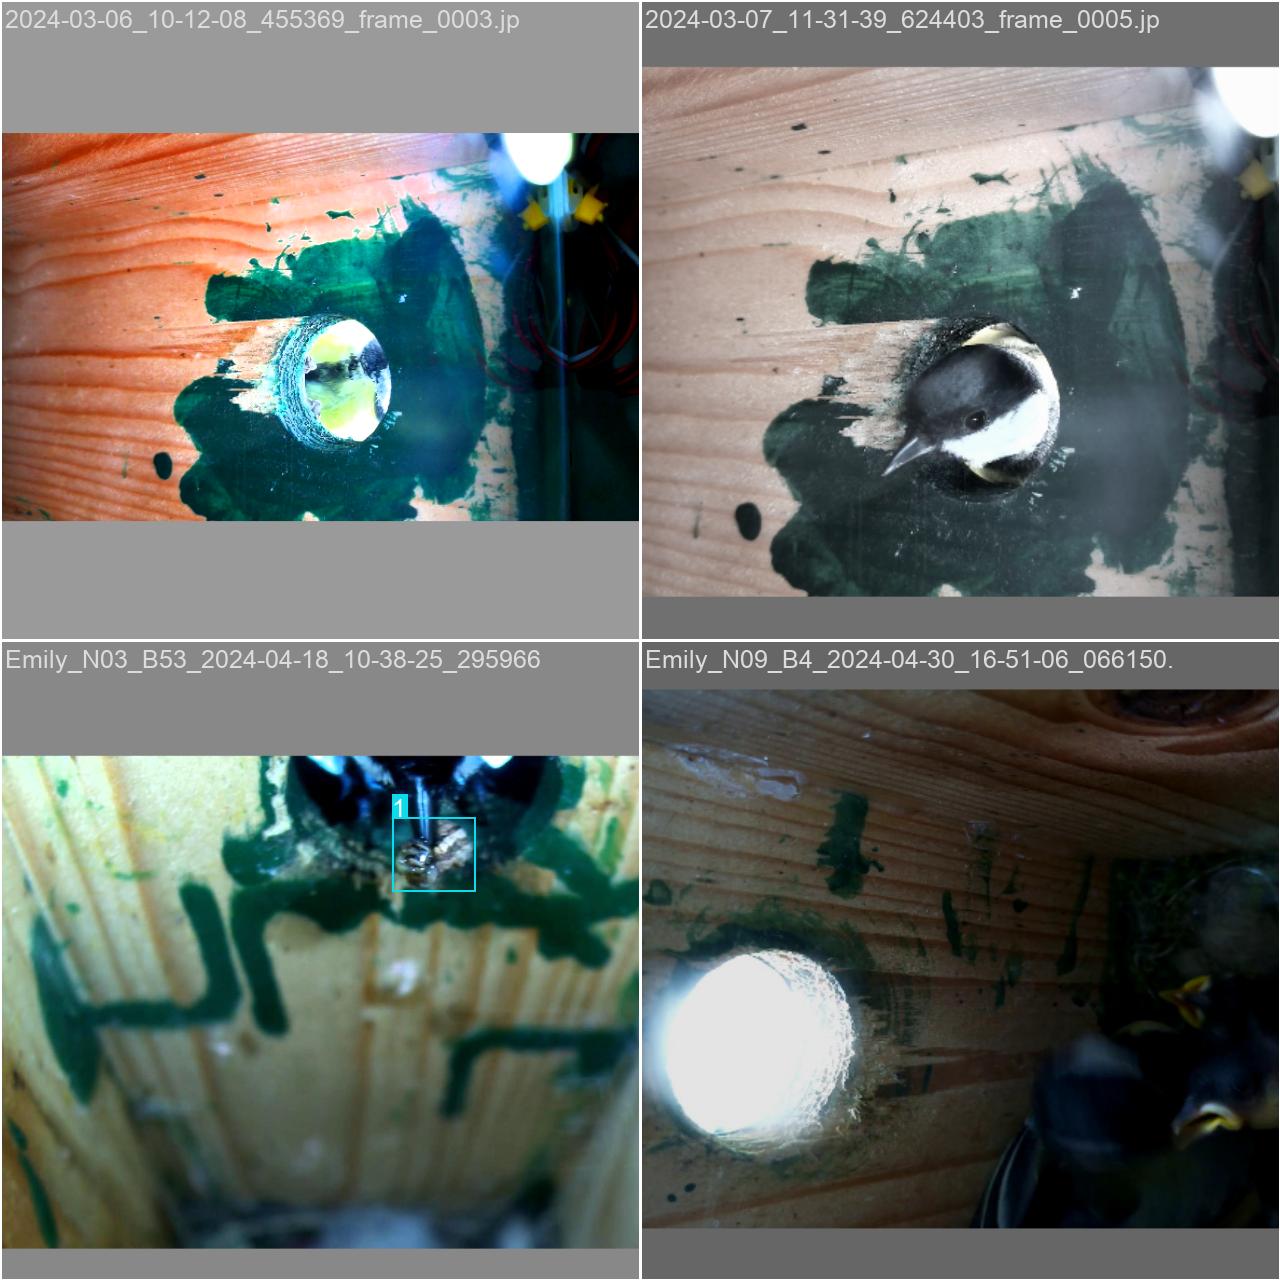 2024-03-06_10-12-08_455369_frame_0003.jp
2024-03-07_11-31-39_624403_frame_0005.jp
Emily_N03_B53_2024-04-18_10-38-25_295966
Emily_N09_B4_2024-04-30_16-51-06_066150.
1